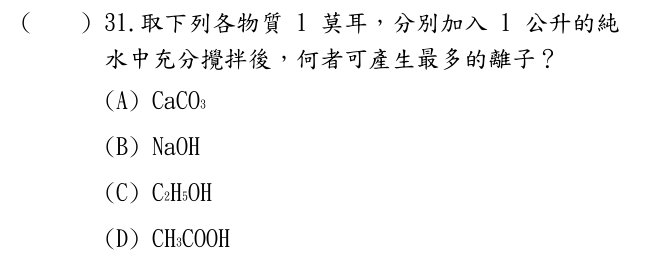 (　　) 31.取下列各物質 1 莫耳，分別加入 1 公升的純
水中充分攪拌後，何者可產生最多的離子？
(A) CaCO₃
(B) NaOH
(C) C₂H₅OH
(D) CH₃COOH